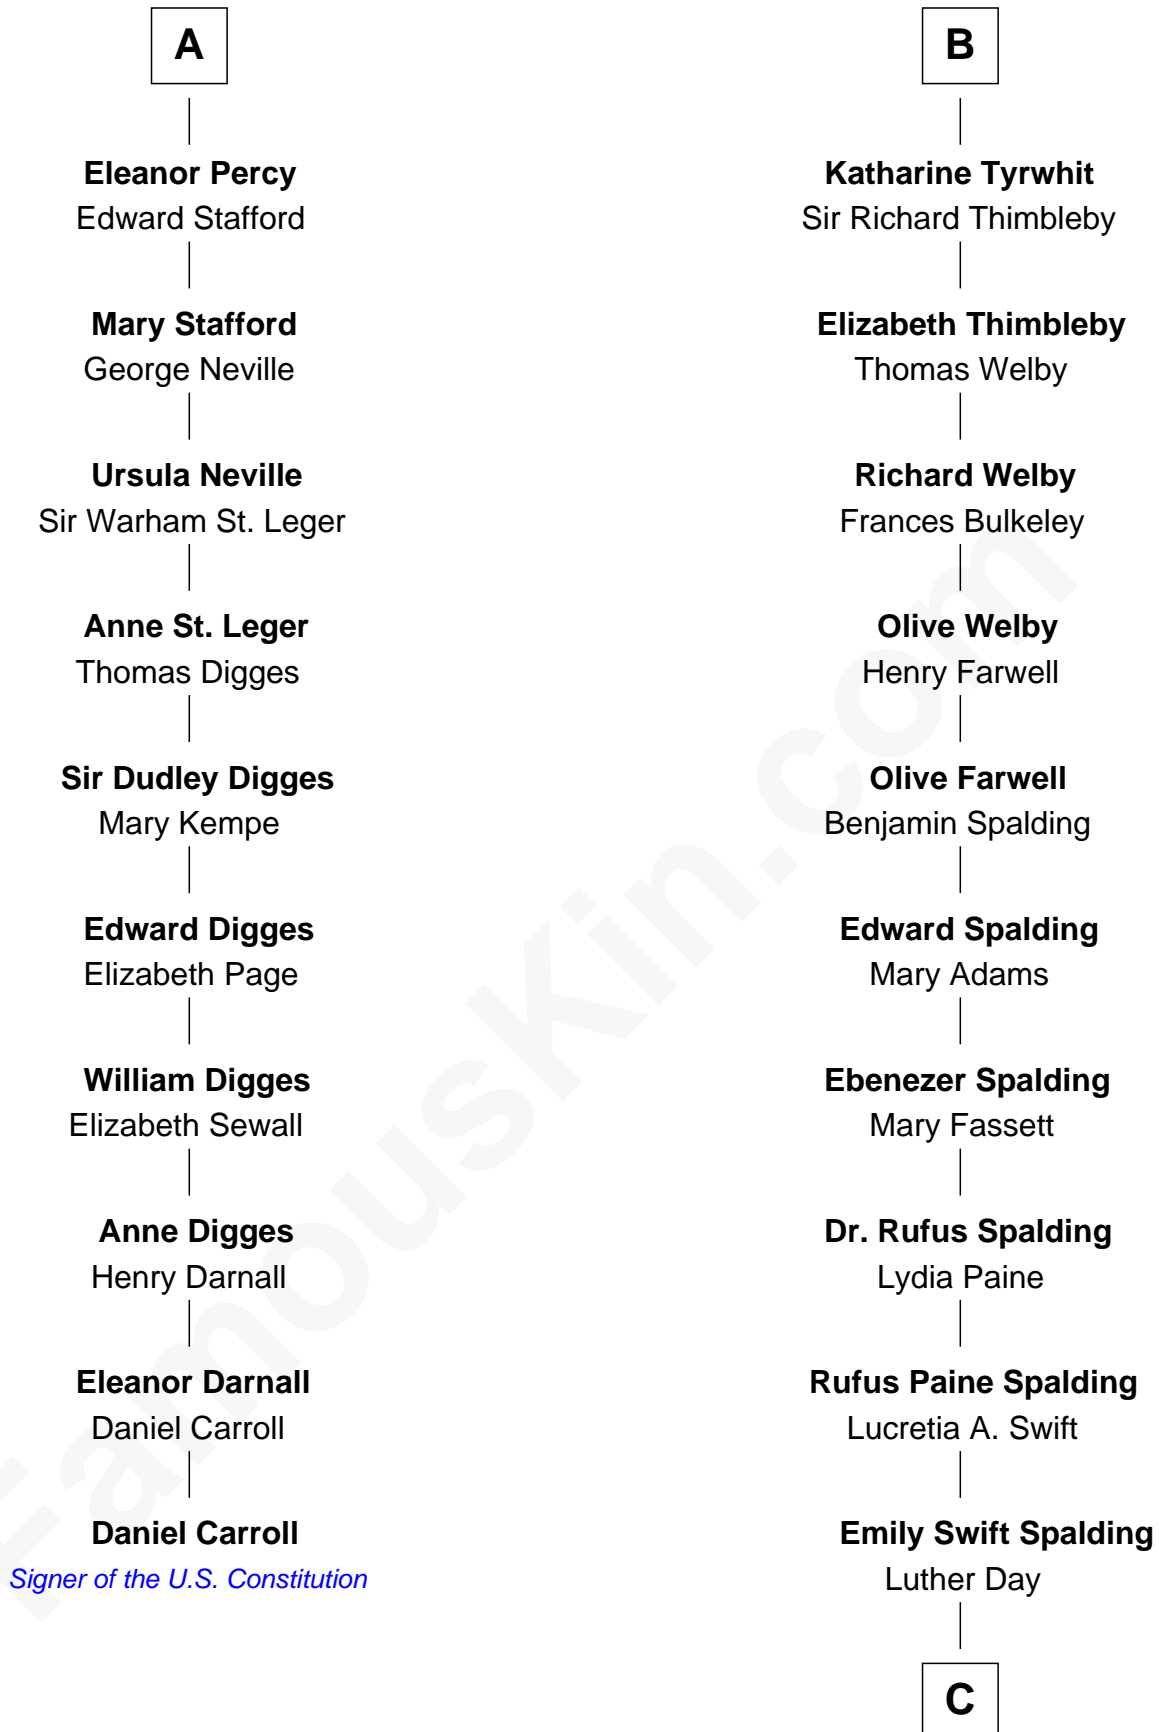 A
Eleanor Percy
Edward Stafford
Mary Stafford
George Neville
Ursula Neville
Sir Warham St. Leger
Anne St. Leger
Thomas Digges
Sir Dudley Digges
Mary Kempe
Edward Digges
Elizabeth Page
William Digges
Elizabeth Sewall
Anne Digges
Henry Darnall
Eleanor Darnall
Daniel Carroll
Daniel Carroll
Signer of the U.S. Constitution
B
Katharine Tyrwhit
Sir Richard Thimbleby
Elizabeth Thimbleby
Thomas Welby
Richard Welby
Frances Bulkeley
Olive Welby
Henry Farwell
Olive Farwell
Benjamin Spalding
Edward Spalding
Mary Adams
Ebenezer Spalding
Mary Fassett
Dr. Rufus Spalding
Lydia Paine
Rufus Paine Spalding
Lucretia A. Swift
Emily Swift Spalding
Luther Day
C
FamousKin.com